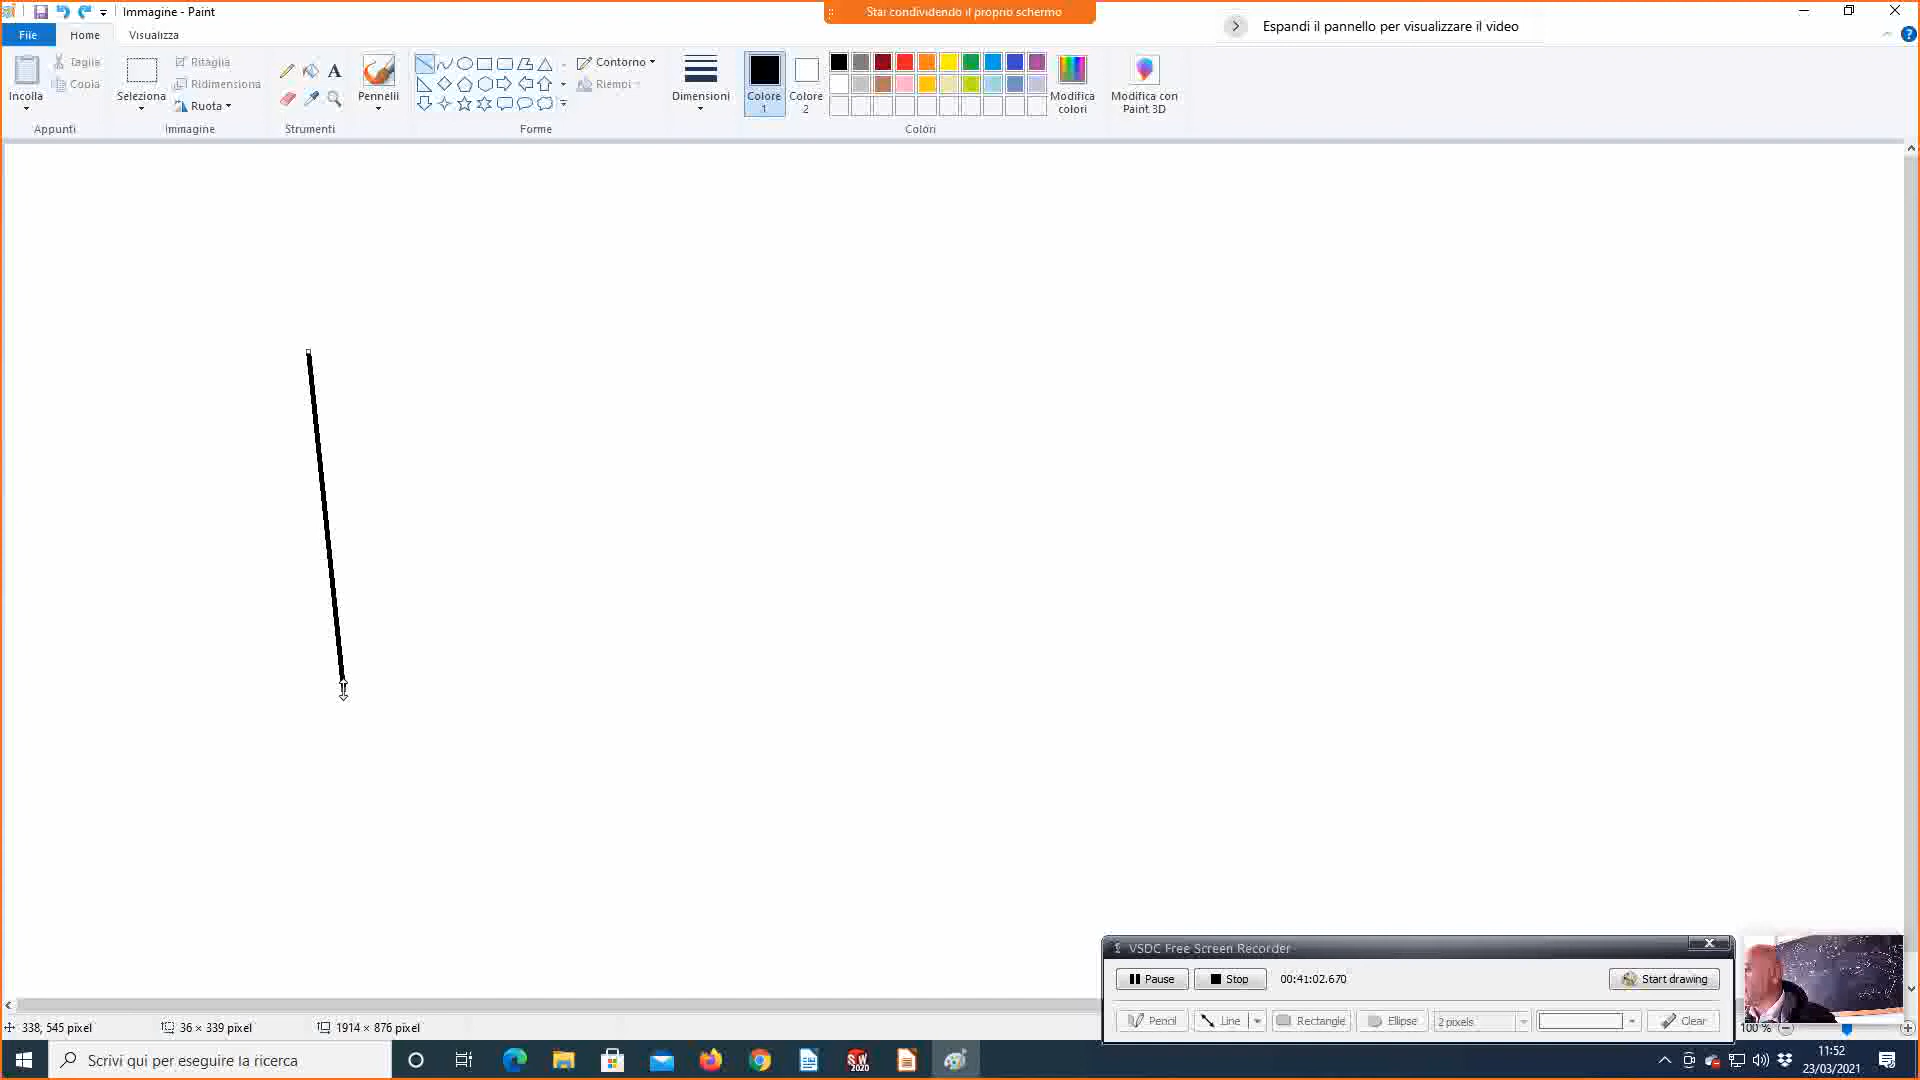 Immagine - Paint
Stai condividendo il proprio schermo
Espandi il pannello per visualizzare il video
File
Home
Visualizza
Incolla
Taglia
Copia
Appunti
Seleziona
Ritaglia
Ridimensiona
Ruota
Immagine
A
Strumenti
Pennelli
Contorno
Riempi
Forme
Dimensioni
Colore 1
Colore 2
Modifica colori
Colori
Modifica con Paint 3D
VSDC Free Screen Recorder
Pause
Stop
00:41:02.670
Start drawing
Pencil
Line
Rectangle
Ellipse
2 pixels
Clear
338; 545 pixel
36 × 339 pixel
1914 × 876 pixel
100 %
Scrivi qui per eseguire la ricerca
SW 2020
11:52
23/03/2021